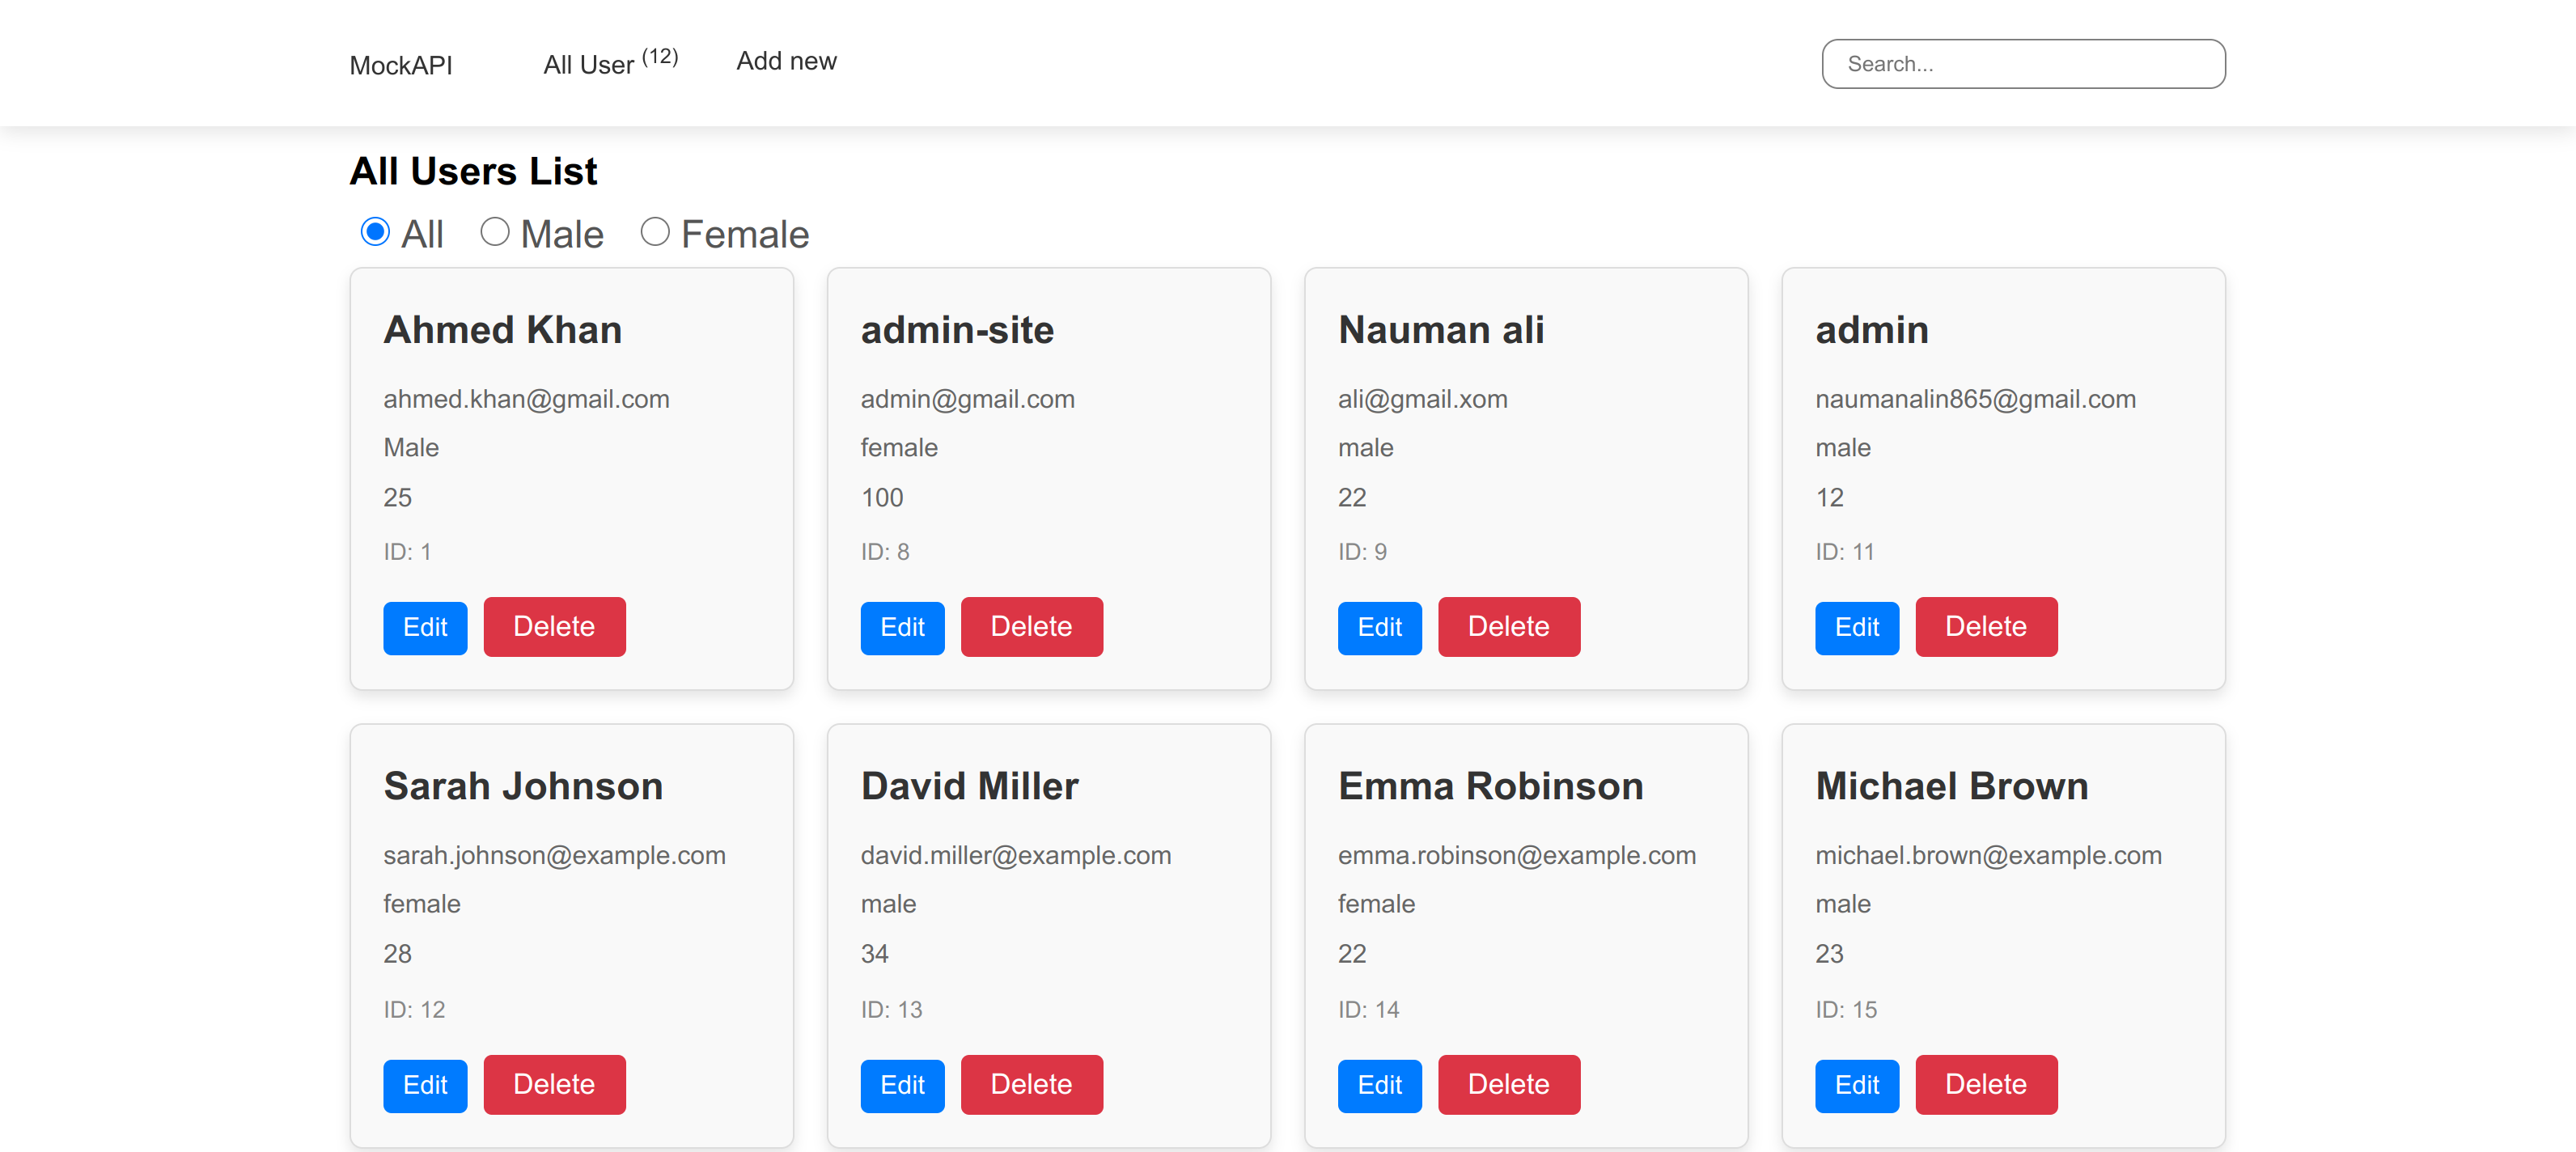 MockAPI All User (12) Add new Search...
All Users List
All Male Female
Ahmed Khan
ahmed.khan@gmail.com
Male
25
ID: 1
Edit Delete
admin-site
admin@gmail.com
female
100
ID: 8
Edit Delete
Nauman ali
ali@gmail.xom
male
22
ID: 9
Edit Delete
admin
naumanalin865@gmail.com
male
12
ID: 11
Edit Delete
Sarah Johnson
sarah.johnson@example.com
female
28
ID: 12
Edit Delete
David Miller
david.miller@example.com
male
34
ID: 13
Edit Delete
Emma Robinson
emma.robinson@example.com
female
22
ID: 14
Edit Delete
Michael Brown
michael.brown@example.com
male
23
ID: 15
Edit Delete